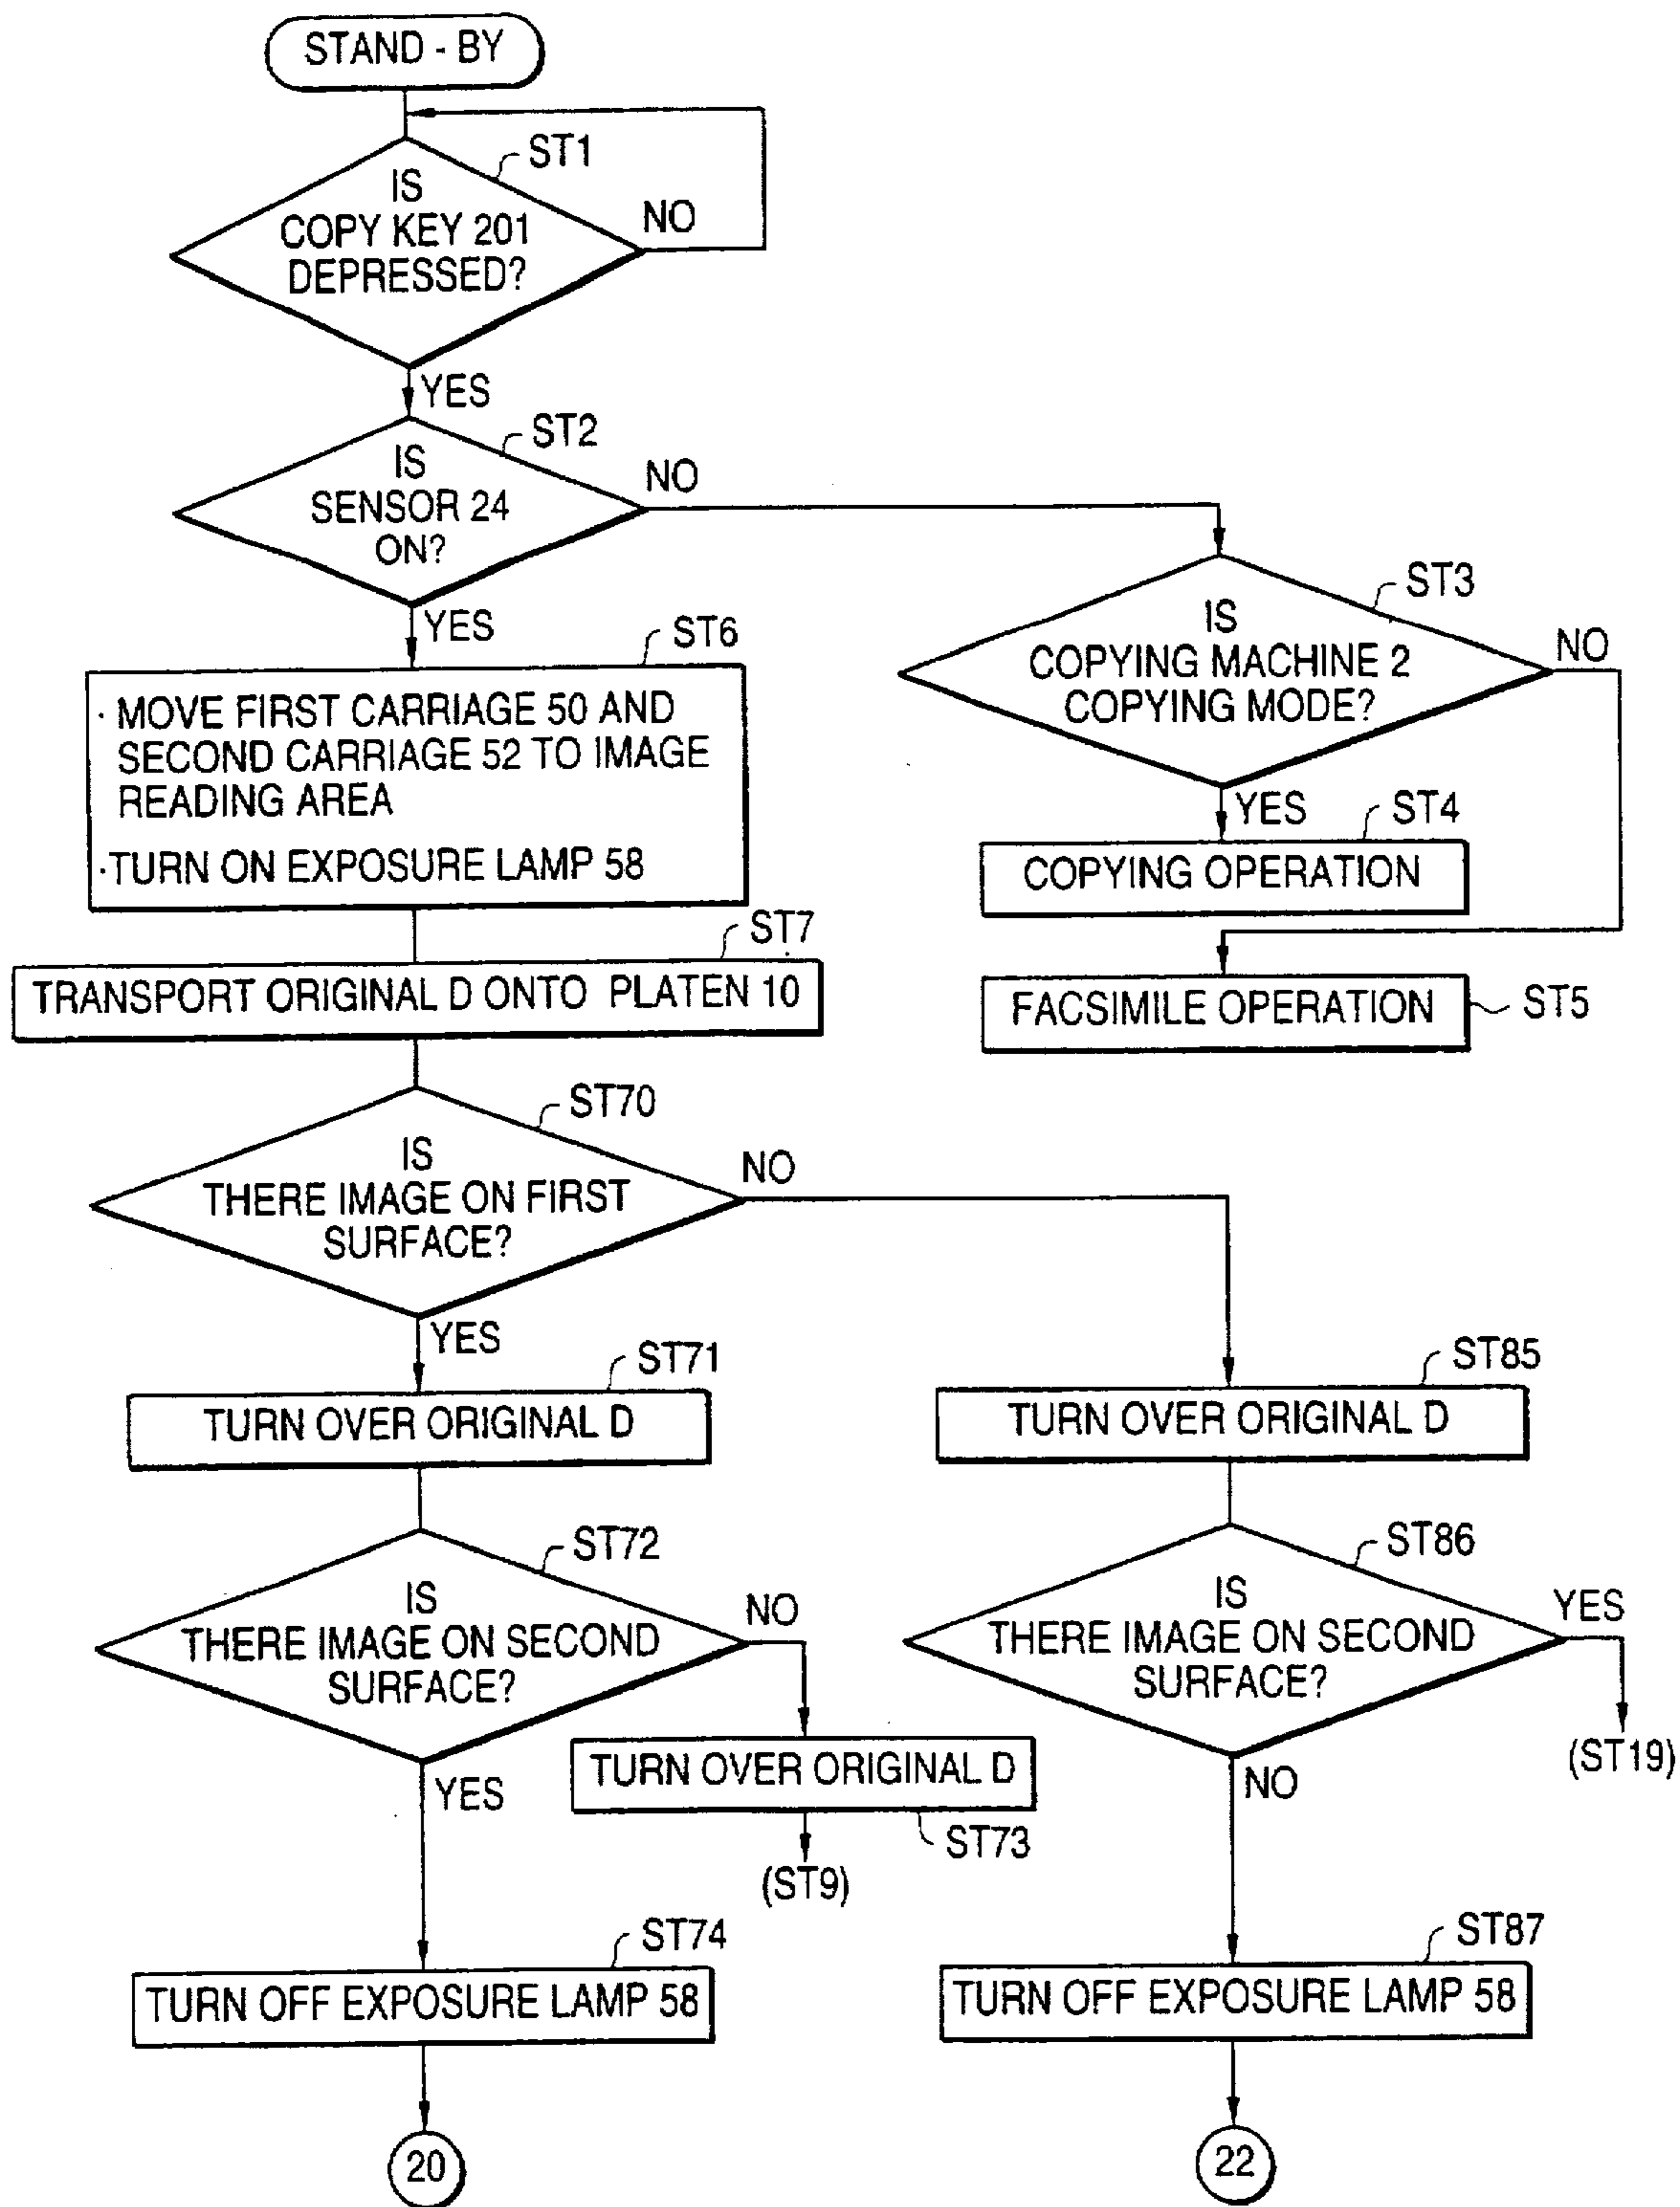 STAND - BY
ST1
IS
COPY KEY 201
DEPRESSED?
NO
YES
ST2
IS
SENSOR 24
ON?
NO
YES
ST3
IS
COPYING MACHINE 2
COPYING MODE?
NO
YES
ST4
COPYING OPERATION
FACSIMILE OPERATION
ST5
ST6
· MOVE FIRST CARRIAGE 50 AND
SECOND CARRIAGE 52 TO IMAGE
READING AREA
· TURN ON EXPOSURE LAMP 58
ST7
TRANSPORT ORIGINAL D ONTO PLATEN 10
ST70
IS
THERE IMAGE ON FIRST
SURFACE?
NO
YES
ST71
TURN OVER ORIGINAL D
ST85
TURN OVER ORIGINAL D
ST72
IS
THERE IMAGE ON SECOND
SURFACE?
NO
YES
TURN OVER ORIGINAL D
ST73
(ST9)
ST86
IS
THERE IMAGE ON SECOND
SURFACE?
YES
(ST19)
NO
ST74
TURN OFF EXPOSURE LAMP 58
20
ST87
TURN OFF EXPOSURE LAMP 58
22